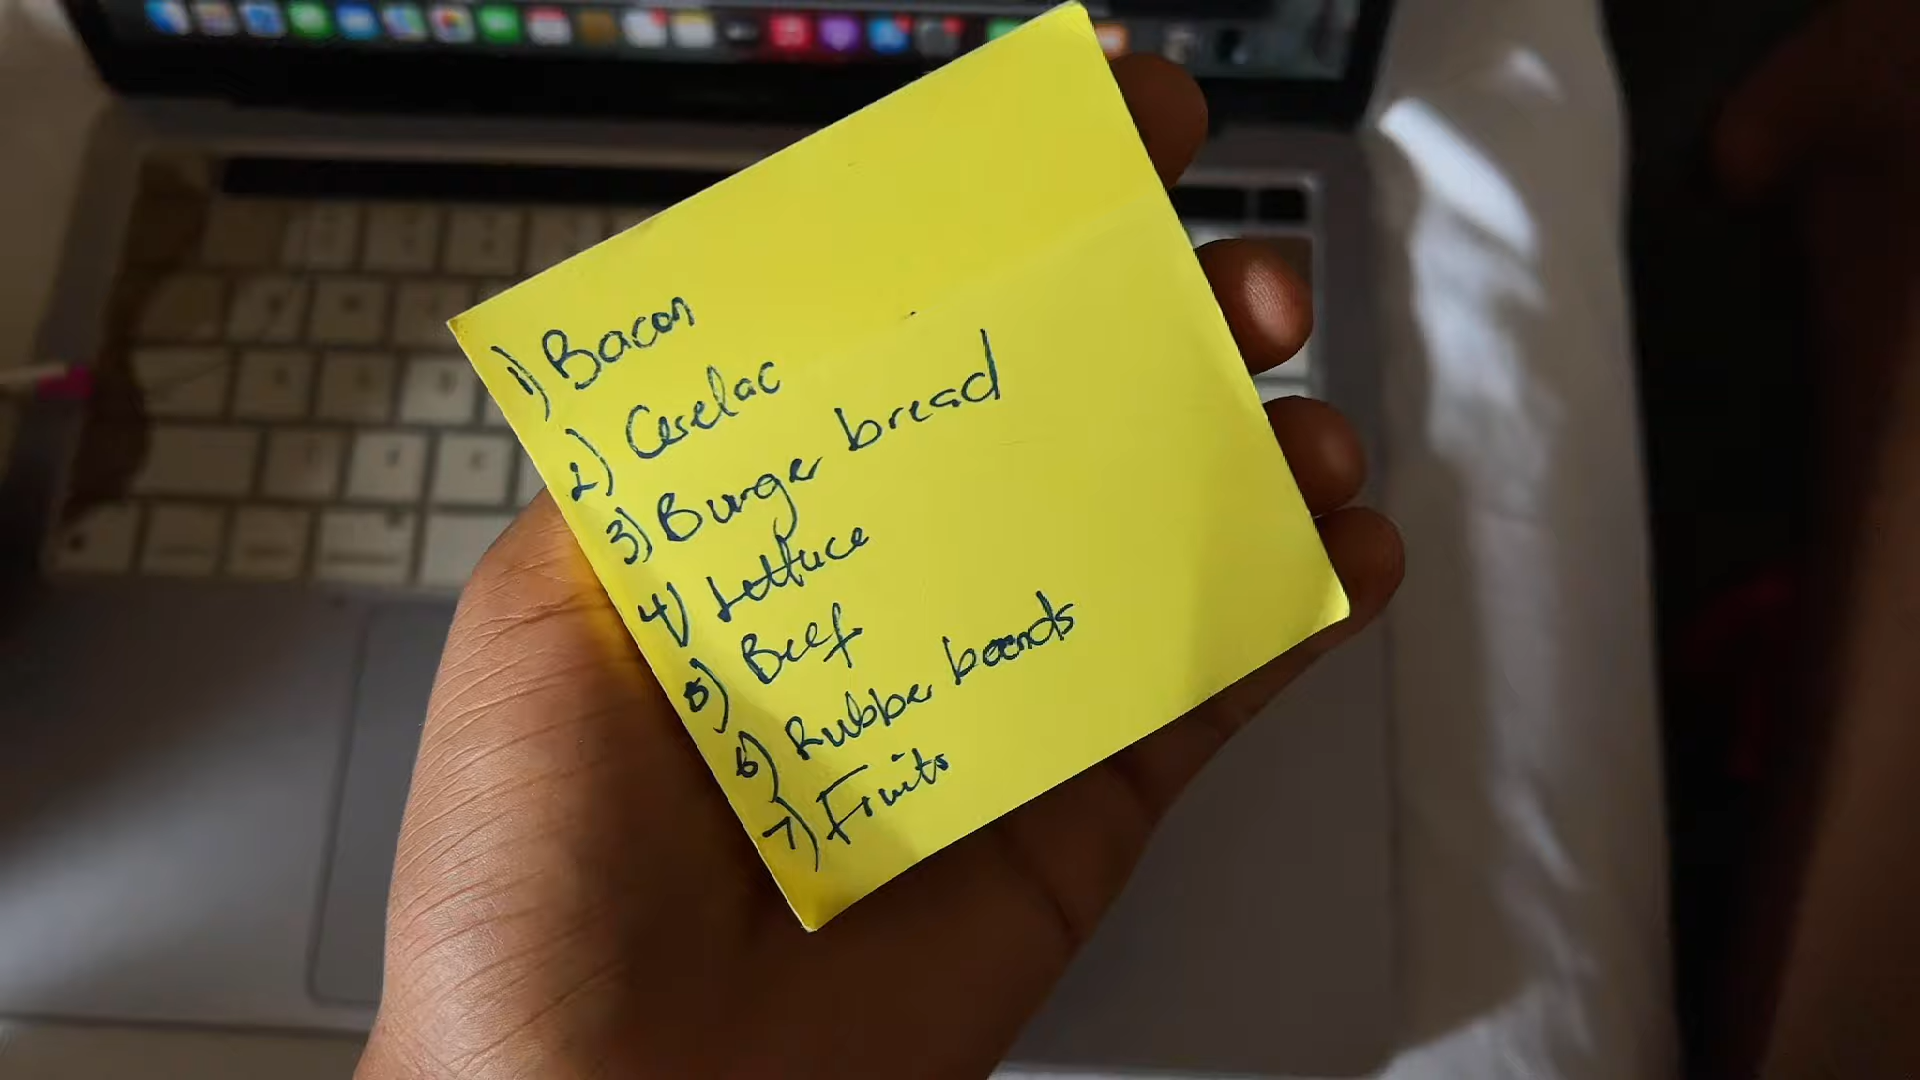 1) Bacon
2) Cerelac
3) Burger bread
4) Lettuce
5) Beef
6) Rubber bands
7) Fruits